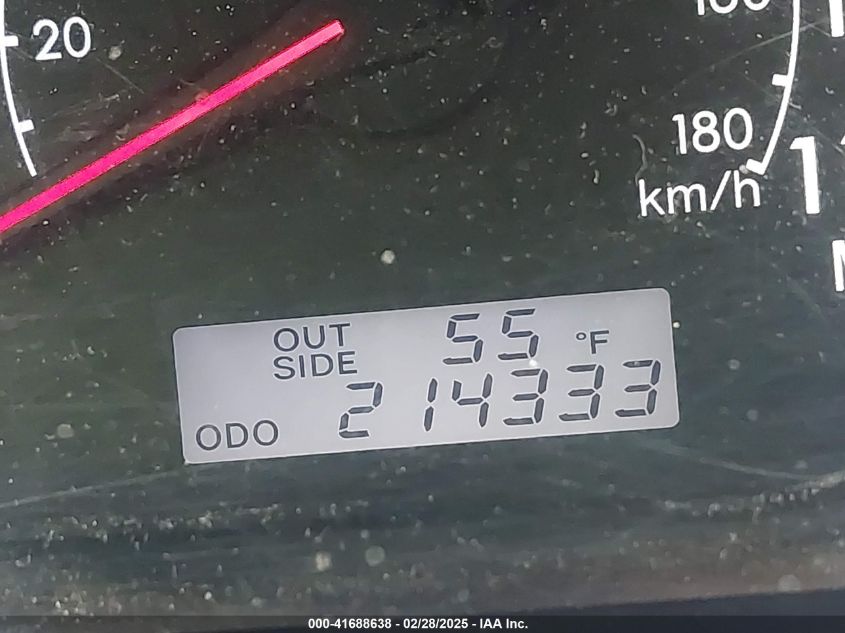 20
180
km/h
OUT 55 °F
SIDE
ODO 214333
000-41688638 - 02/28/2025 - IAA Inc.